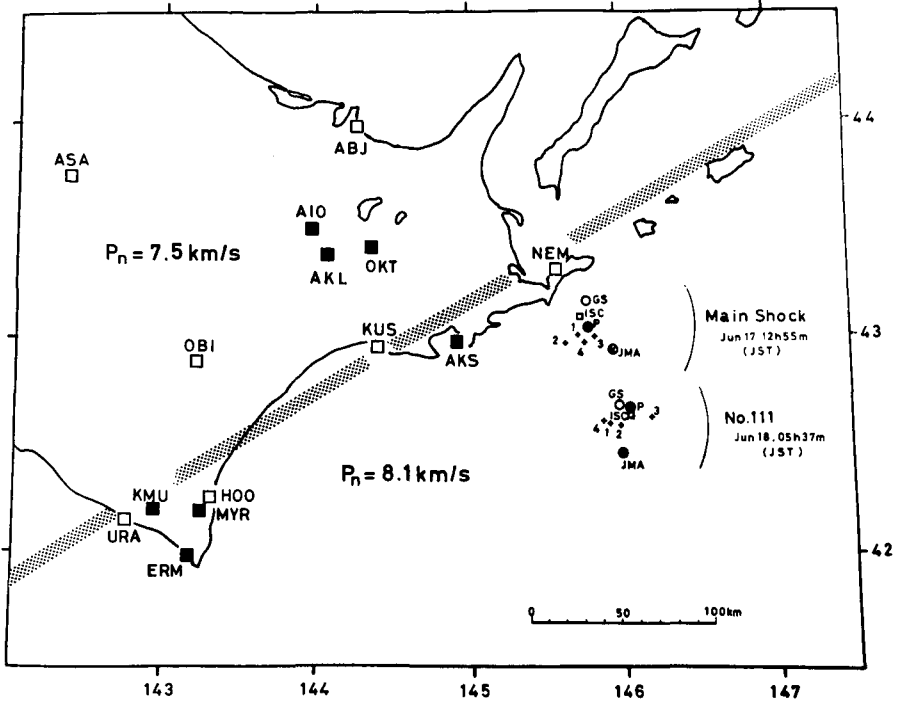 44
ABJ
ASA
AIO
AKL
OKT
Pn = 7.5 km/s
NEM
GS
ISC
P
1
2
3
4
JMA
Main Shock
Jun 17 12h55m
(JST)
43
KUS
AKS
OBI
GS
P
ISC
3
4
1
2
JMA
No.111
Jun 18, 05h37m
(JST)
Pn = 8.1 km/s
KMU
HOO
MYR
URA
ERM
42
0
50
100km
143
144
145
146
147